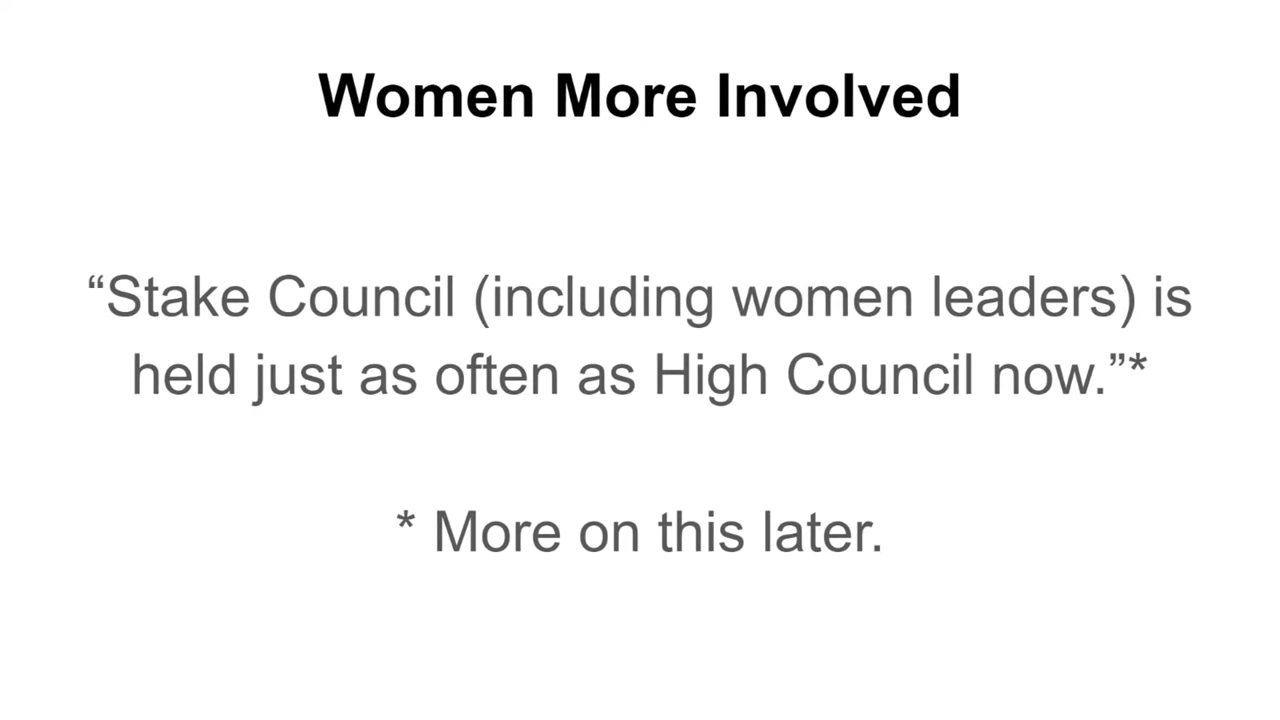 Women More Involved
“Stake Council (including women leaders) is
held just as often as High Council now.”*
* More on this later.